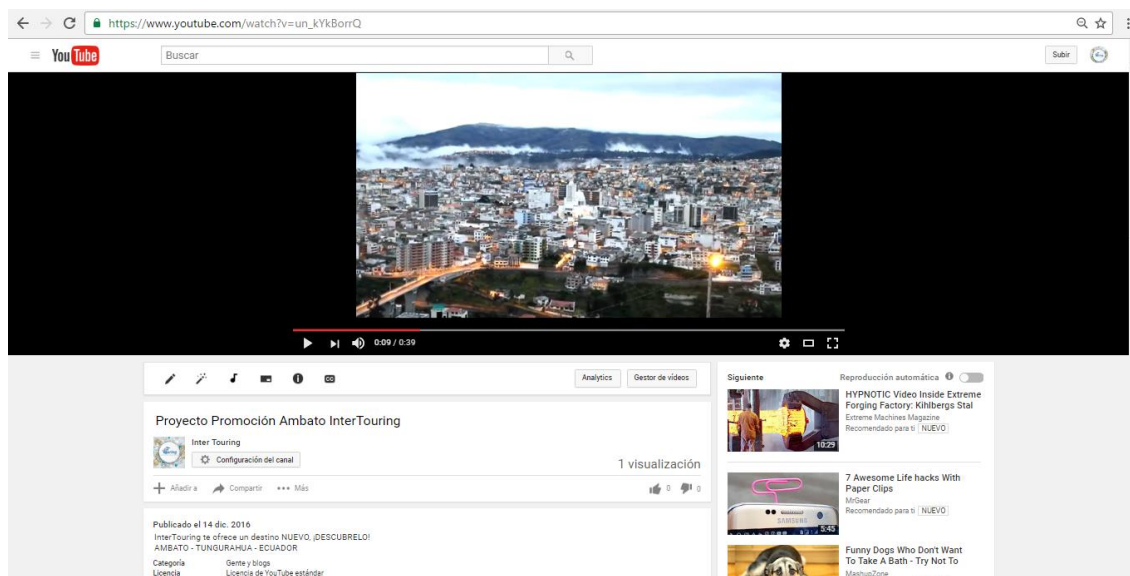 https://www.youtube.com/watch?v=un_kYkBorrQ
YouTube
Buscar
Subir
0:09 / 0:39
Analytics
Gestor de vídeos
Proyecto Promoción Ambato InterTouring
Inter Touring
Configuración del canal
1 visualización
Añadir a
Compartir
Más
0
0
Publicado el 14 dic. 2016
InterTouring te ofrece un destino NUEVO, ¡DESCUBRELO!
AMBATO - TUNGURAHUA - ECUADOR
Categoría Gente y blogs
Licencia Licencia de YouTube estándar
Siguiente
Reproducción automática
HYPNOTIC Video Inside Extreme
Forging Factory: Kihlbergs Stal
Extreme Machines Magazine
Recomendado para ti NUEVO
10:29
7 Awesome Life hacks With
Paper Clips
MrGear
Recomendado para ti NUEVO
SAMSUNG
5:45
Funny Dogs Who Don't Want
To Take A Bath - Try Not To
MashupZone